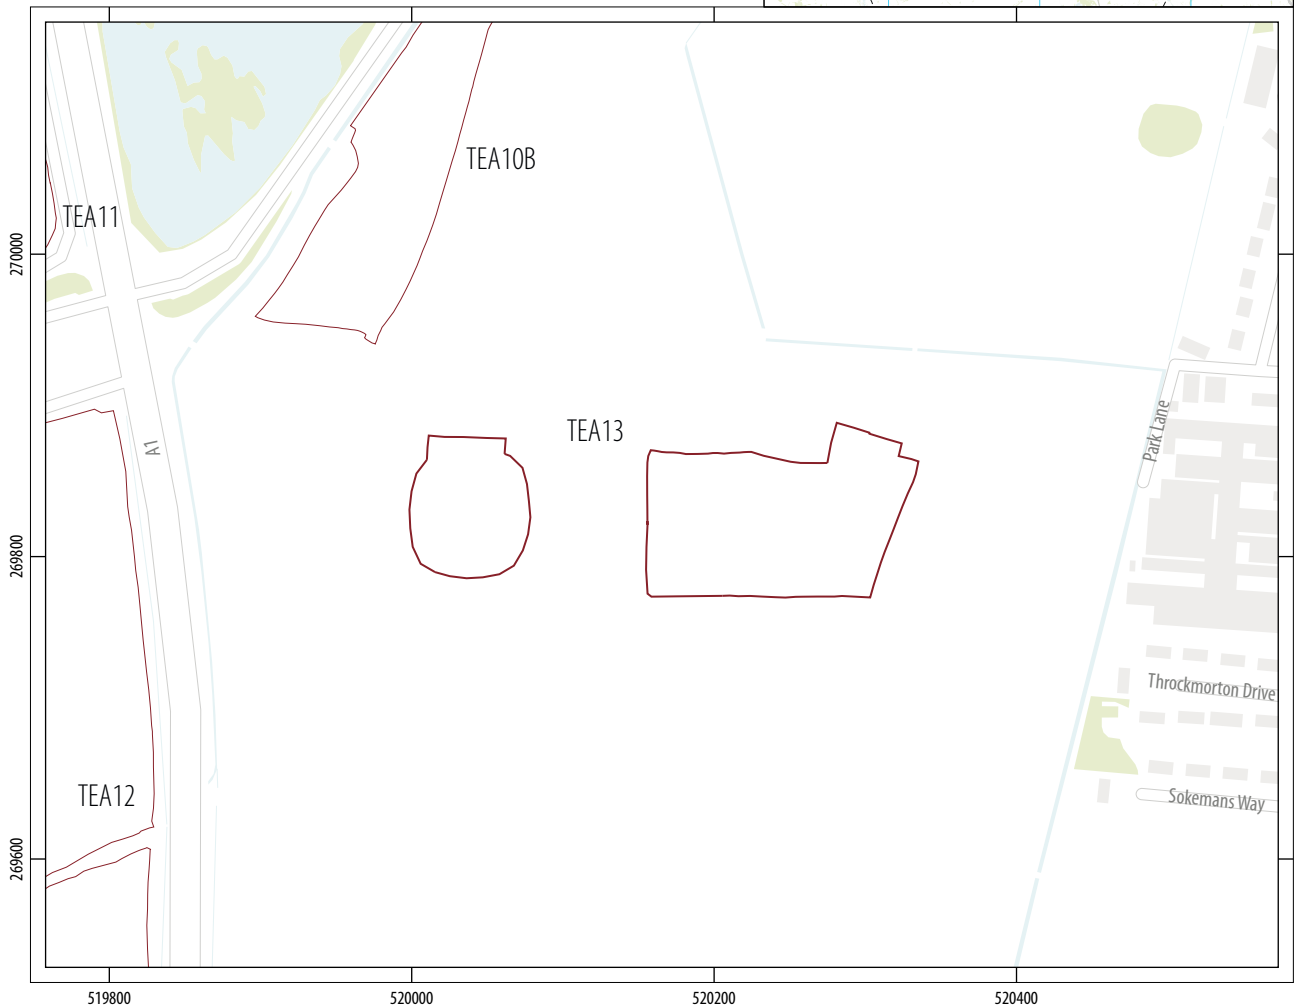 TEA10B
TEA11
270000
TEA13
A1
Park Lane
269800
Throckmorton Drive
TEA12
Sokemans Way
269600
519800
520000
520200
520400